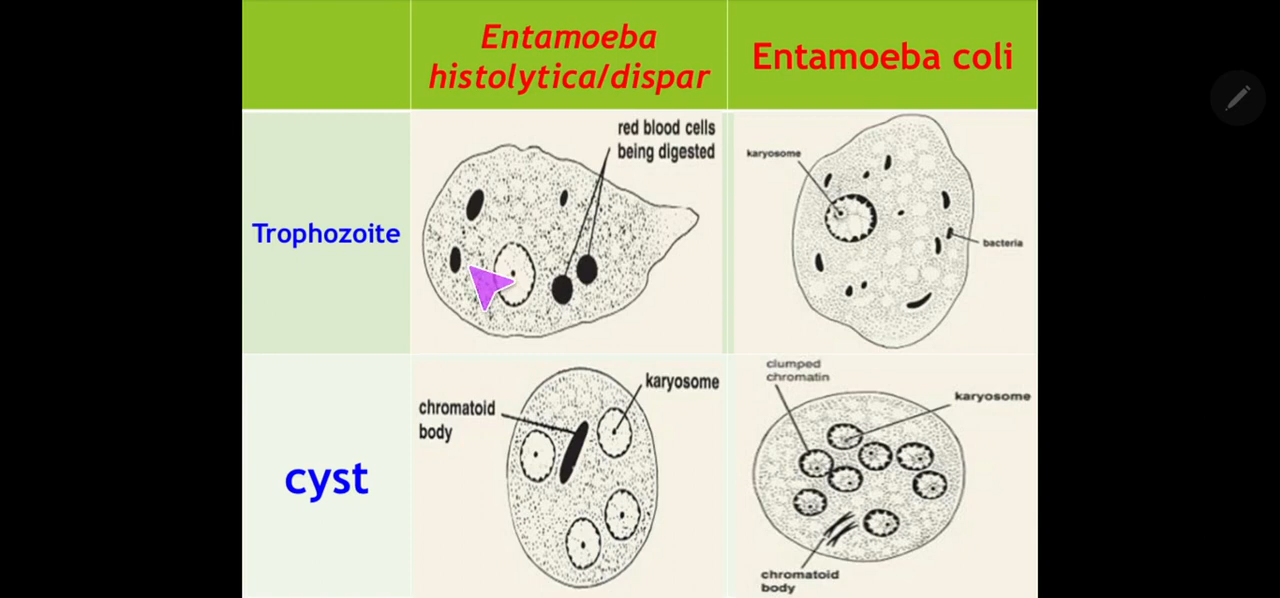 Entamoeba
histolytica/dispar
Entamoeba coli
Trophozoite
red blood cells
being digested
karyosome
bacteria
cyst
chromatoid
body
karyosome
clumped
chromatin
karyosome
chromatoid
body